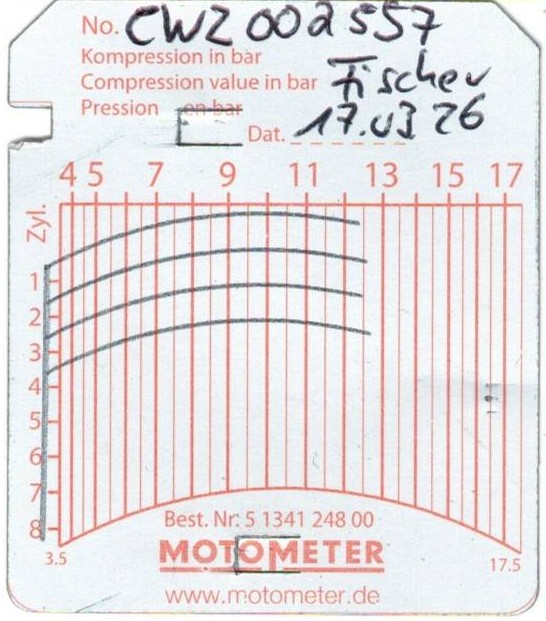 No. CWZ 002557
Kompression in bar
Compression value in bar Fischer
Pression en bar
Dat. 17.03 26
4 5 7 9 11 13 15 17
Zyl.
1
2
3
4
5
6
7
8
3.5 17.5
Best. Nr: 5 1341 248 00
MOTOMETER
www.motometer.de